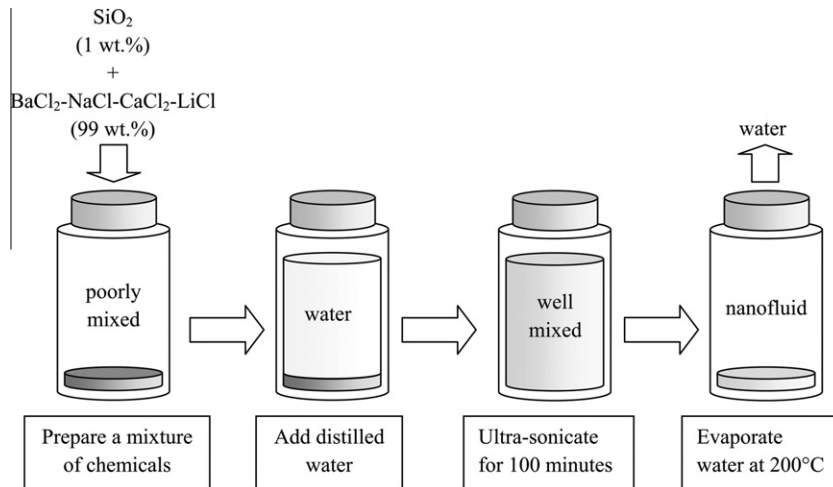 SiO₂
(1 wt.%)
+
BaCl₂-NaCl-CaCl₂-LiCl
(99 wt.%)
water
poorly
mixed
water
well
mixed
nanofluid
Prepare a mixture
of chemicals
Add distilled
water
Ultra-sonicate
for 100 minutes
Evaporate
water at 200°C